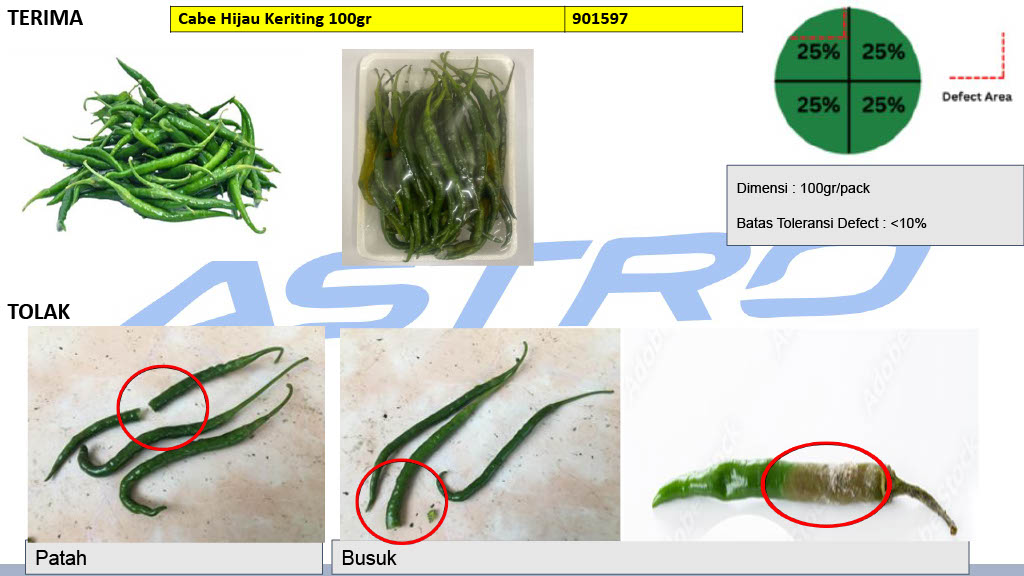 TERIMA
Cabe Hijau Keriting 100gr 901597
25% 25%
25% 25%
Defect Area
Dimensi : 100gr/pack
Batas Toleransi Defect : <10%
ASTRO
TOLAK
Patah
Busuk